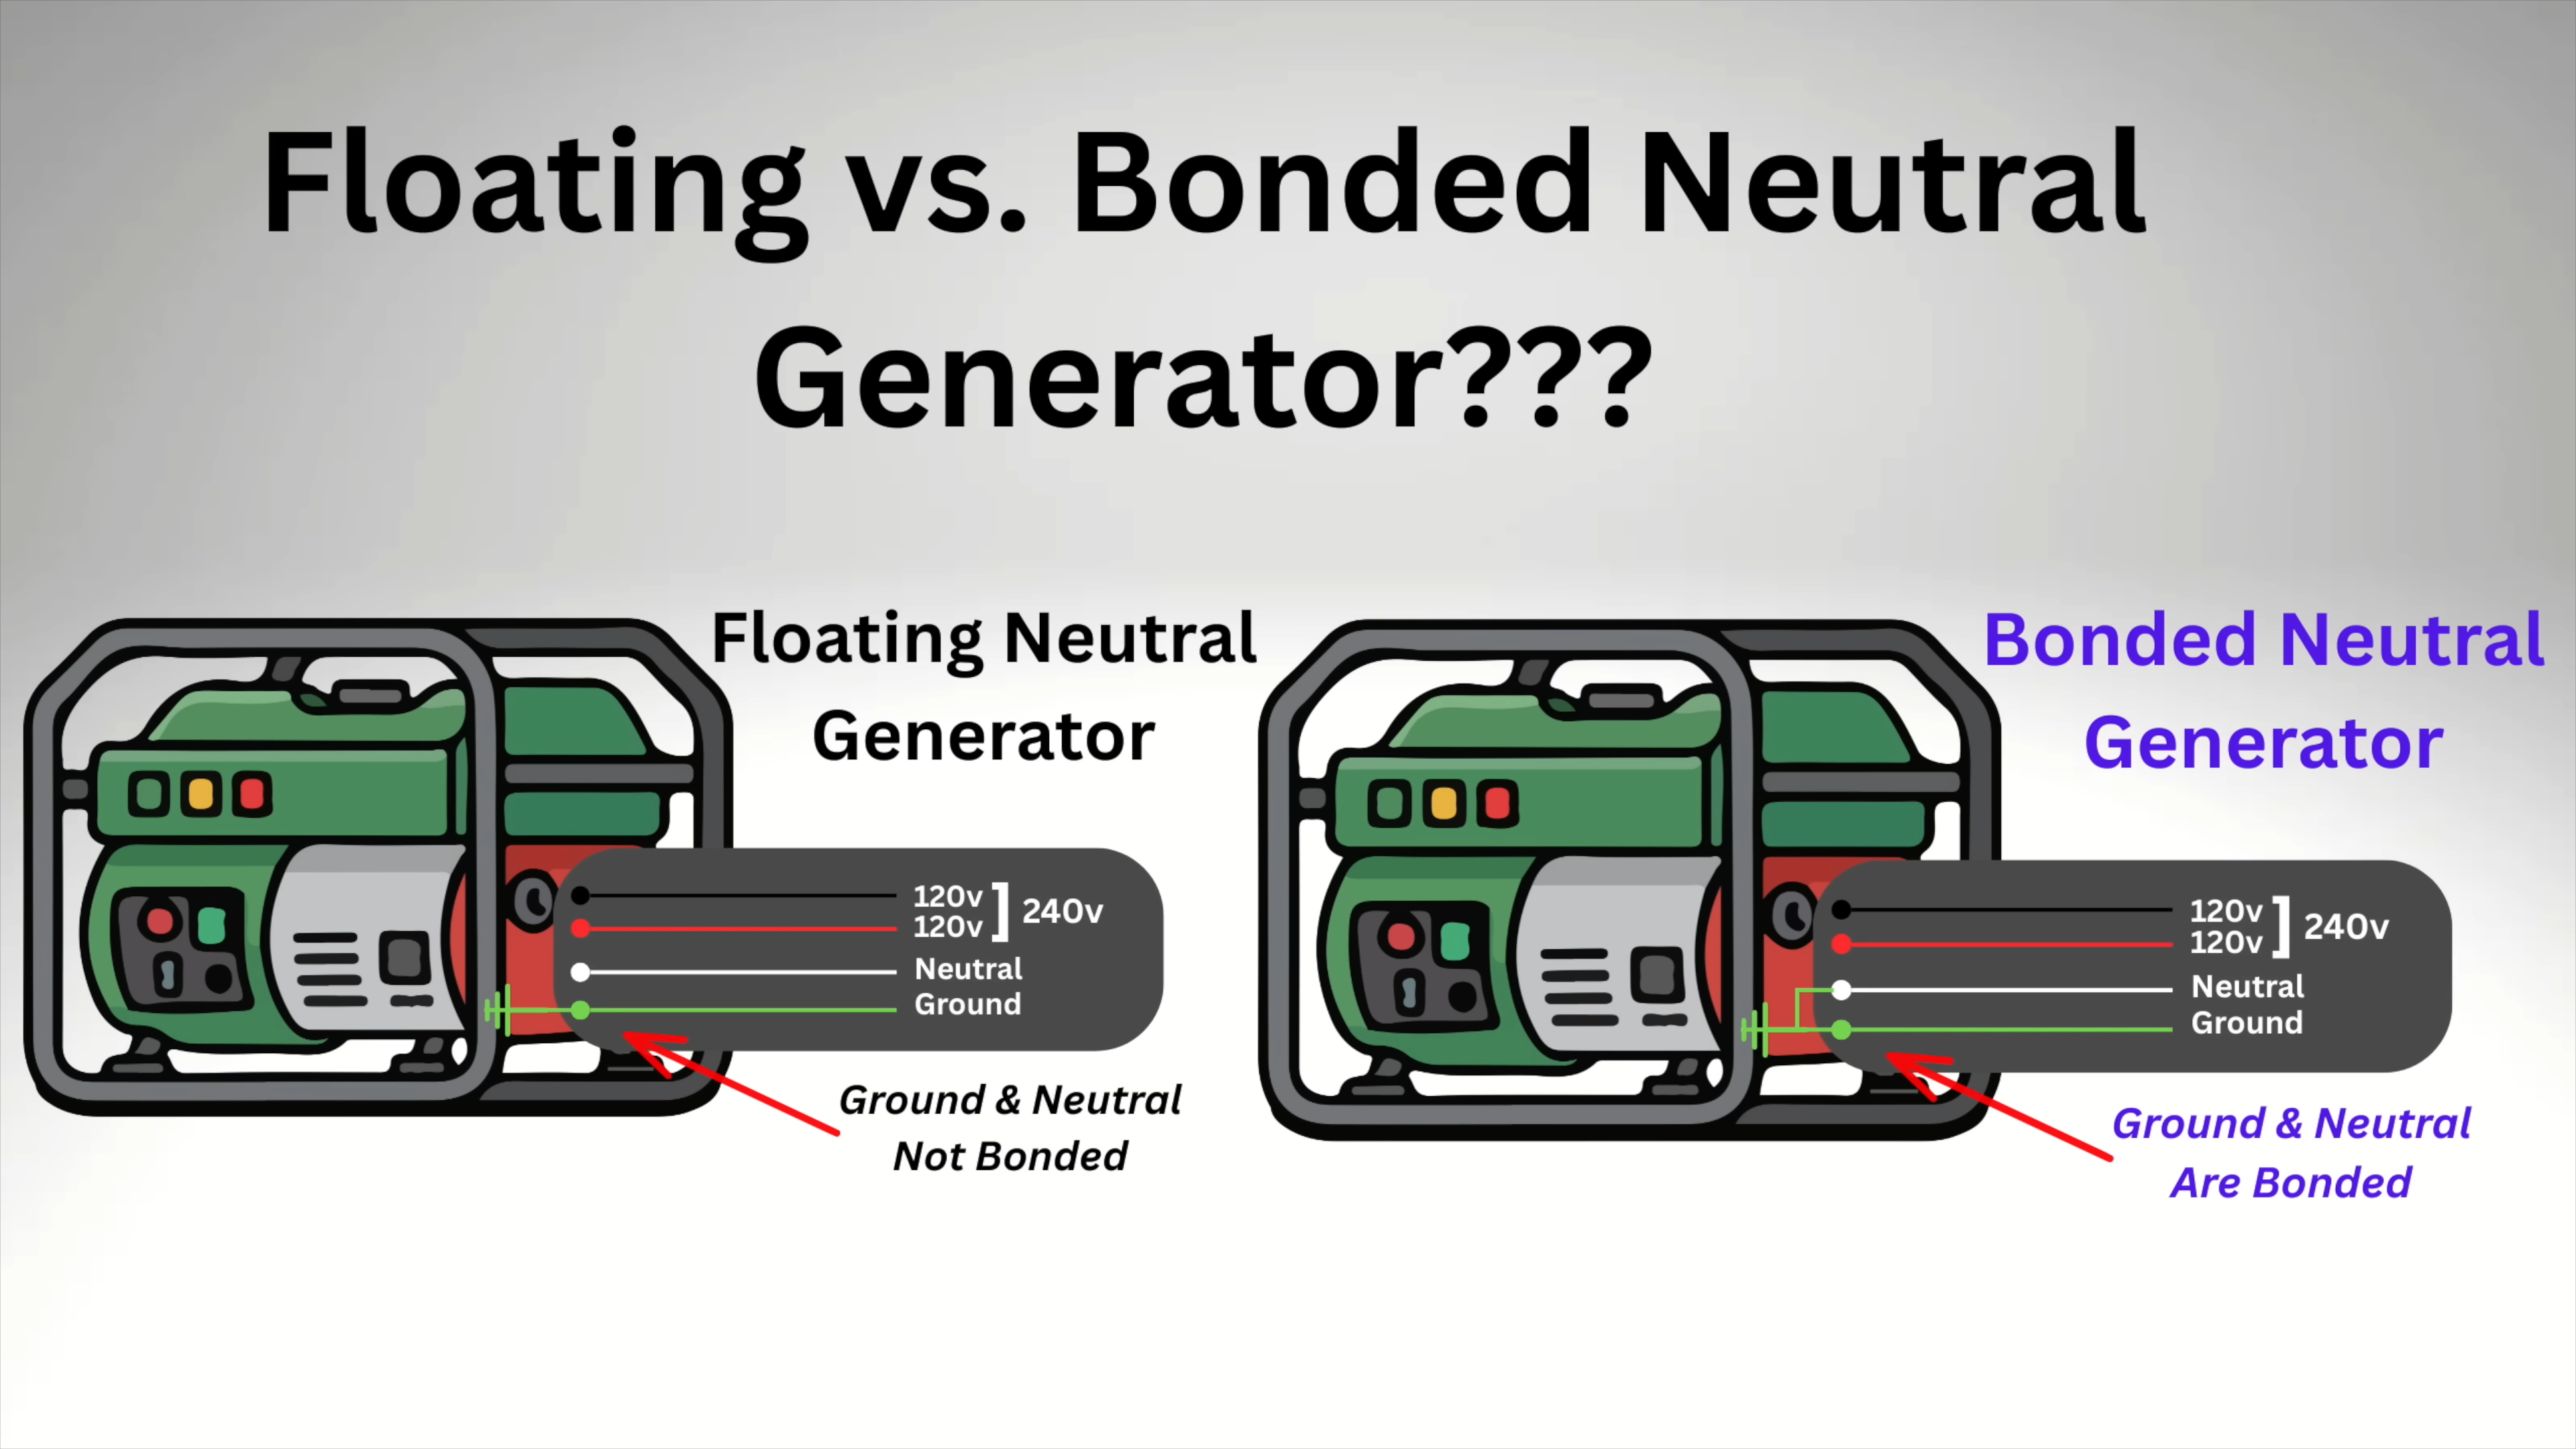 Floating vs. Bonded Neutral
Generator???
Floating Neutral
Generator
120v
120v
] 240v
Neutral
Ground
Ground & Neutral
Not Bonded
Bonded Neutral
Generator
120v
120v
] 240v
Neutral
Ground
Ground & Neutral
Are Bonded